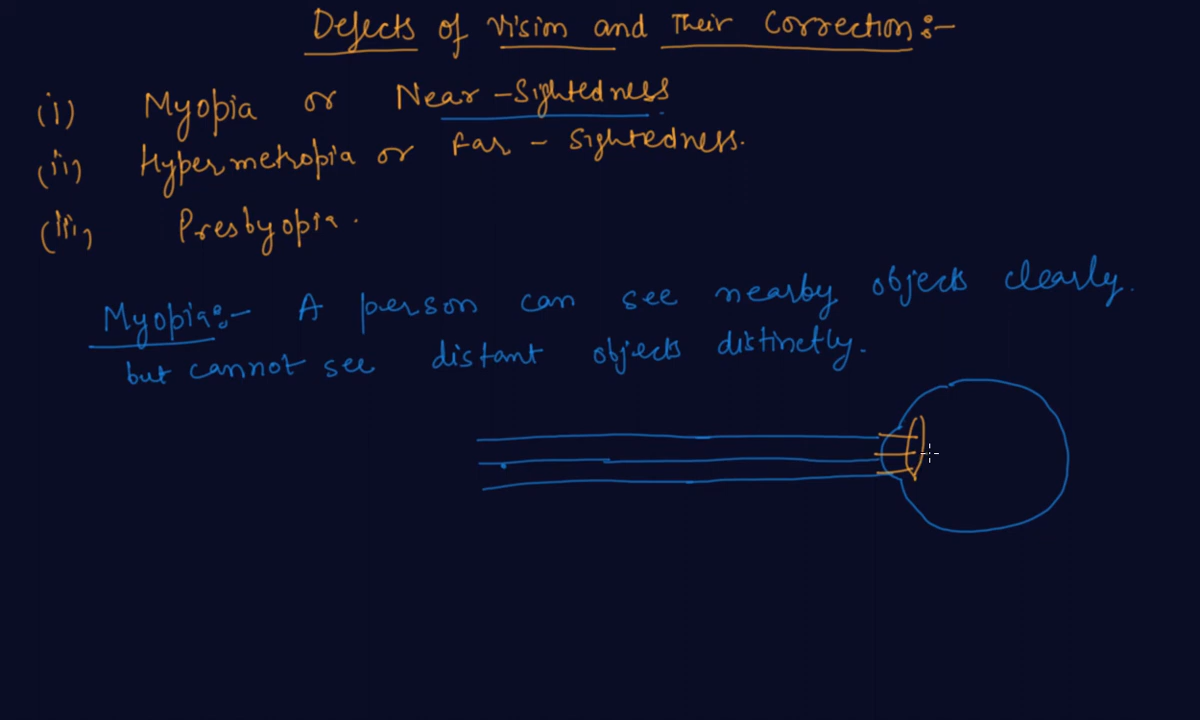 Defects of Vision and Their Correction:-
(i) Myopia or Near-Sightedness
(ii) Hypermetropia or Far-Sightedness.
(iii) Presbyopia.
Myopia:- A person can see nearby objects clearly.
but cannot see distant objects distinctly.